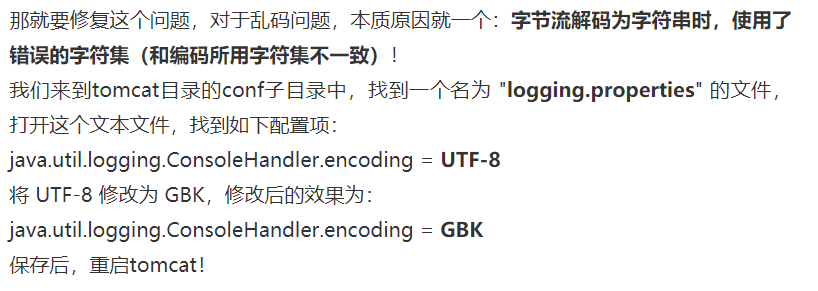 那就要修复这个问题，对于乱码问题，本质原因就一个：字节流解码为字符串时，使用了
错误的字符集（和编码所用字符集不一致）！
我们来到tomcat目录的conf子目录中，找到一个名为 "logging.properties" 的文件，
打开这个文本文件，找到如下配置项：
java.util.logging.ConsoleHandler.encoding = UTF-8
将 UTF-8 修改为 GBK，修改后的效果为：
java.util.logging.ConsoleHandler.encoding = GBK
保存后，重启tomcat！